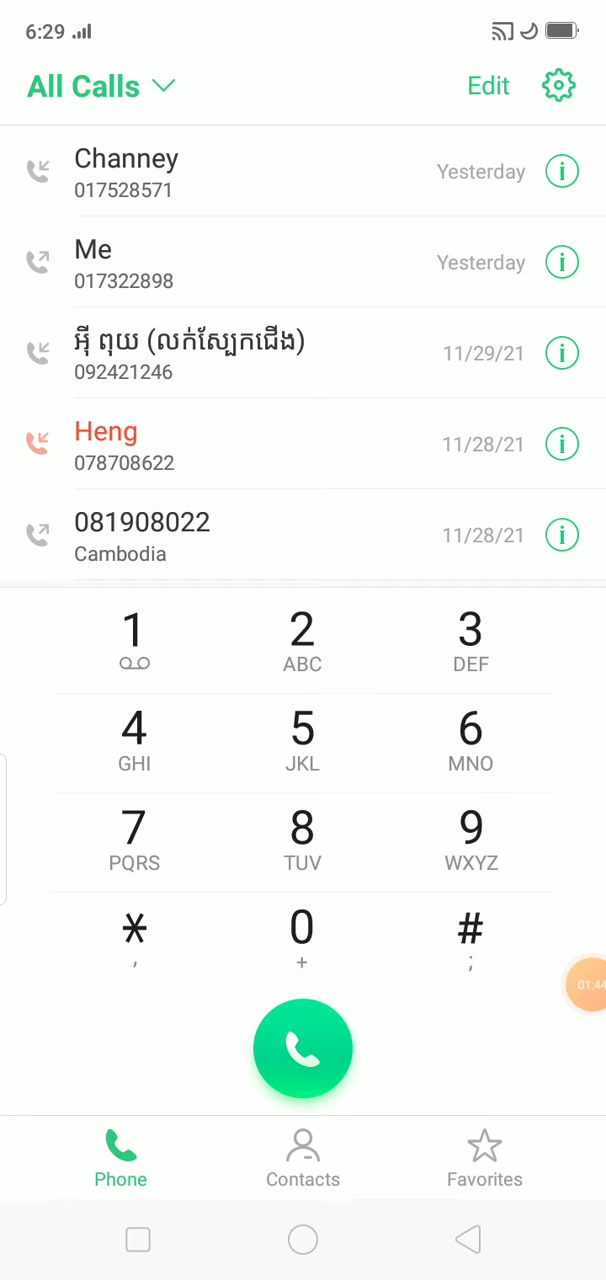 6:29
All Calls
Edit
Channey
017528571
Yesterday
Me
017322898
Yesterday
អ៊ី ពុយ (លក់ស្បែកជើង)
092421246
11/29/21
Heng
078708622
11/28/21
081908022
Cambodia
11/28/21
1 2 3
ABC DEF
4 5 6
GHI JKL MNO
7 8 9
PQRS TUV WXYZ
* 0 #
, + ;
01:44
Phone Contacts Favorites